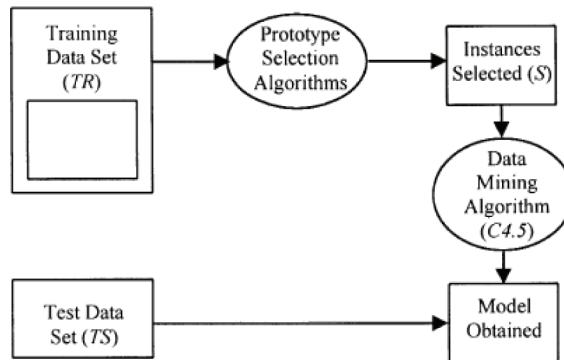 Training
Data Set
(TR)
Prototype
Selection
Algorithms
Instances
Selected (S)
Data
Mining
Algorithm
(C4.5)
Test Data
Set (TS)
Model
Obtained